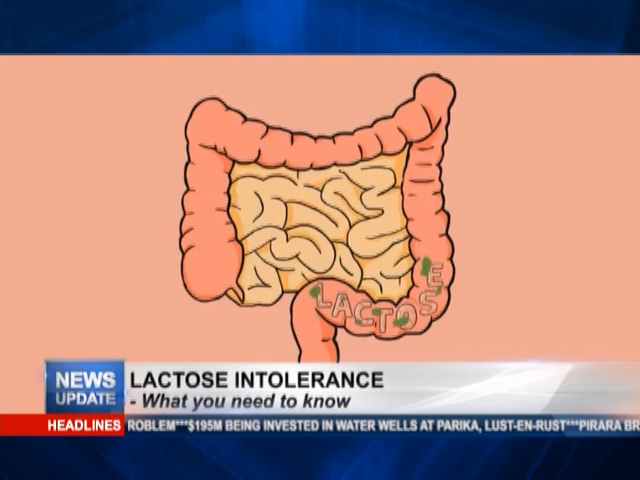 LACTOSE
NEWS
UPDATE
LACTOSE INTOLERANCE
- What you need to know
HEADLINES
ROBLEM***$195M BEING INVESTED IN WATER WELLS AT PARIKA, LUST-EN-RUST***PIRARA BR